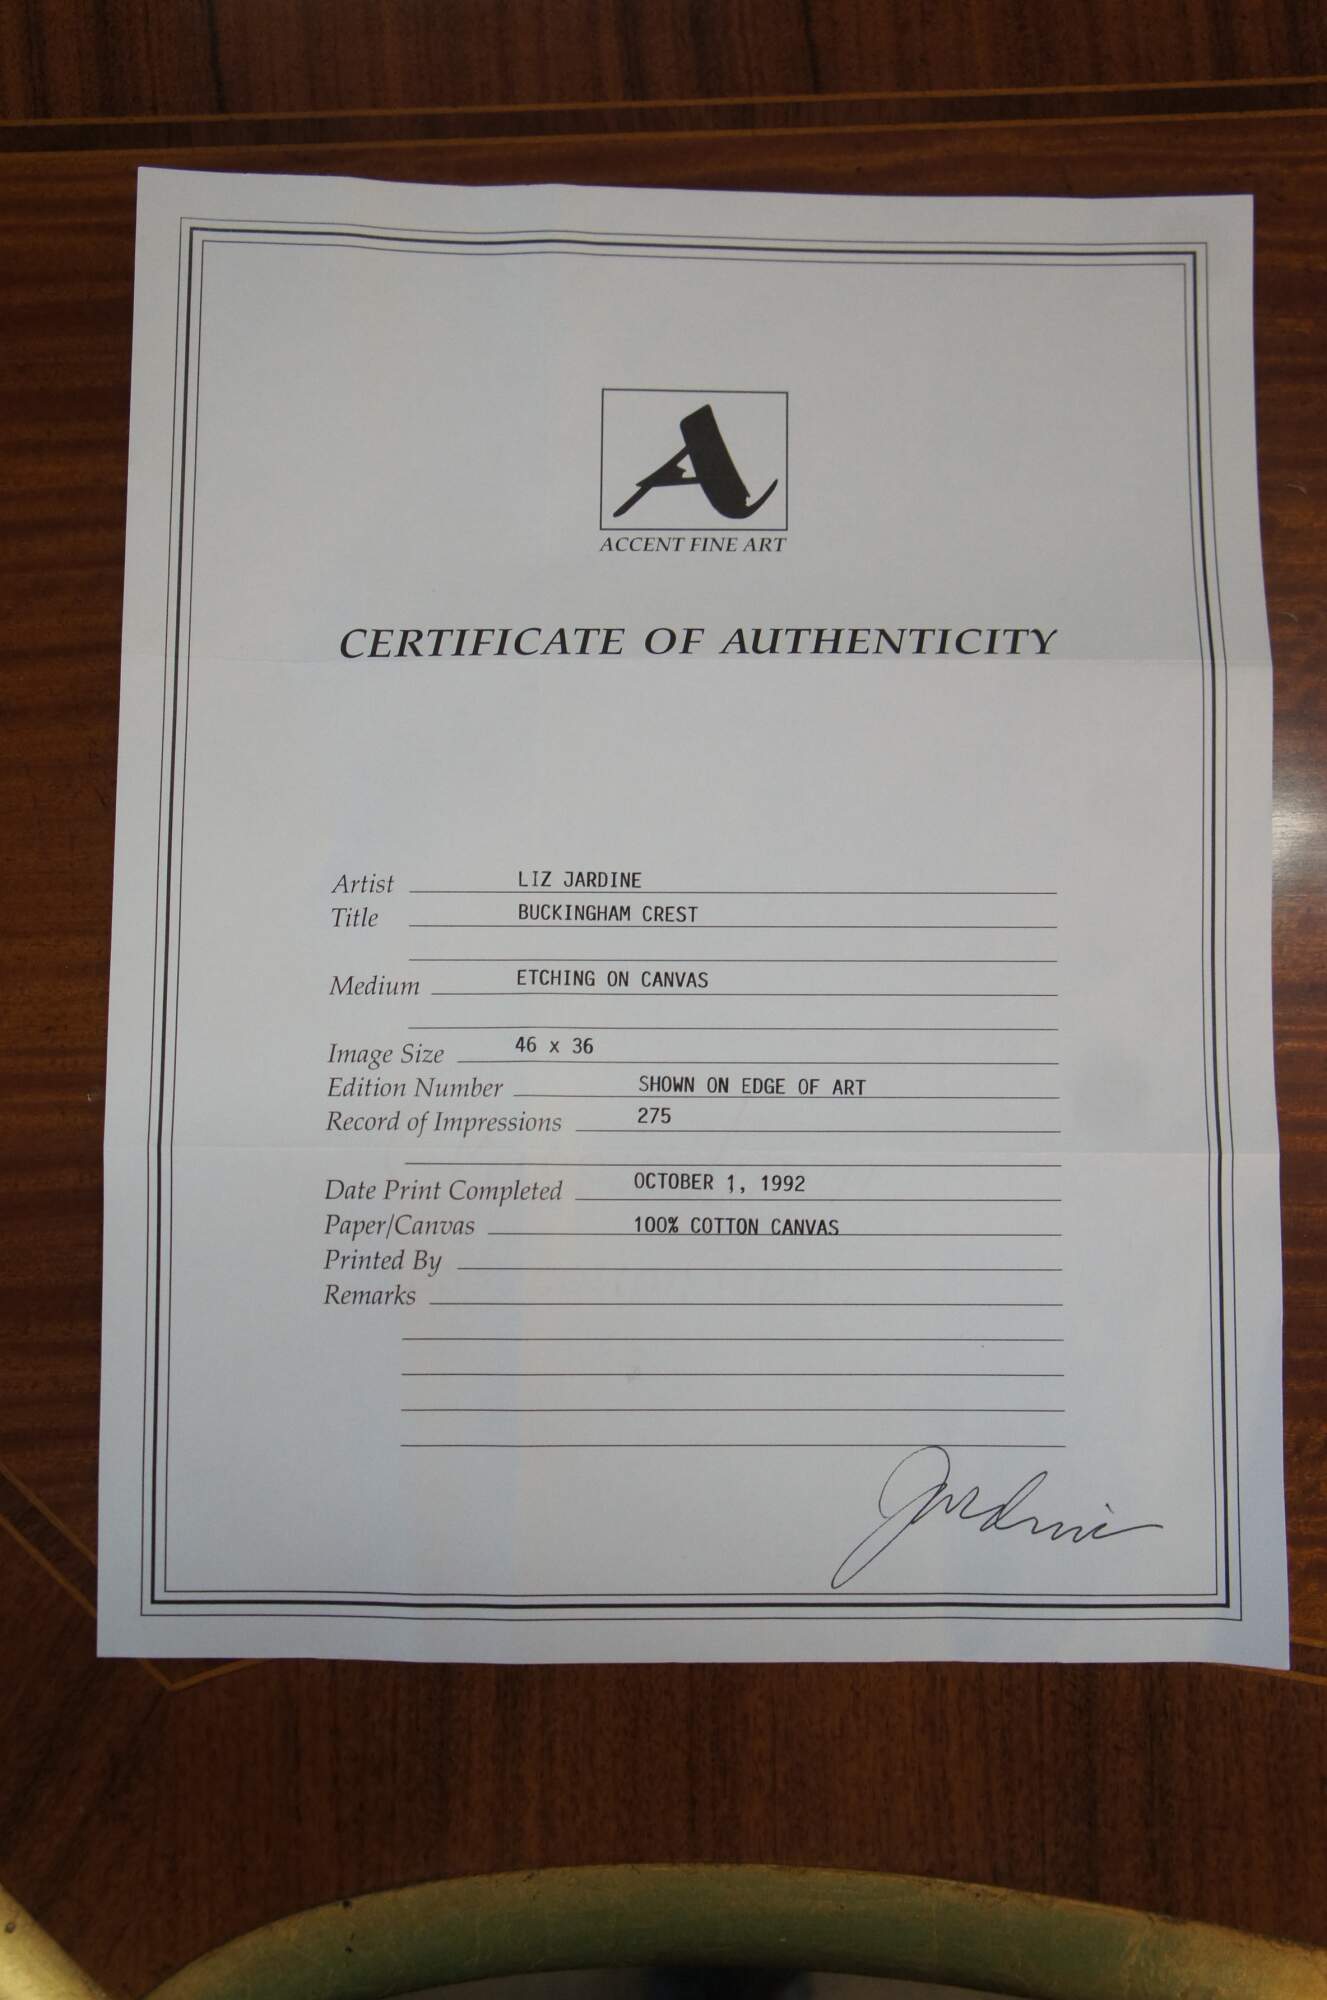 ACCENT FINE ART
CERTIFICATE OF AUTHENTICITY
Artist LIZ JARDINE
Title BUCKINGHAM CREST
Medium ETCHING ON CANVAS
Image Size 46 x 36
Edition Number SHOWN ON EDGE OF ART
Record of Impressions 275
Date Print Completed OCTOBER 1, 1992
Paper/Canvas 100% COTTON CANVAS
Printed By
Remarks
Jardine